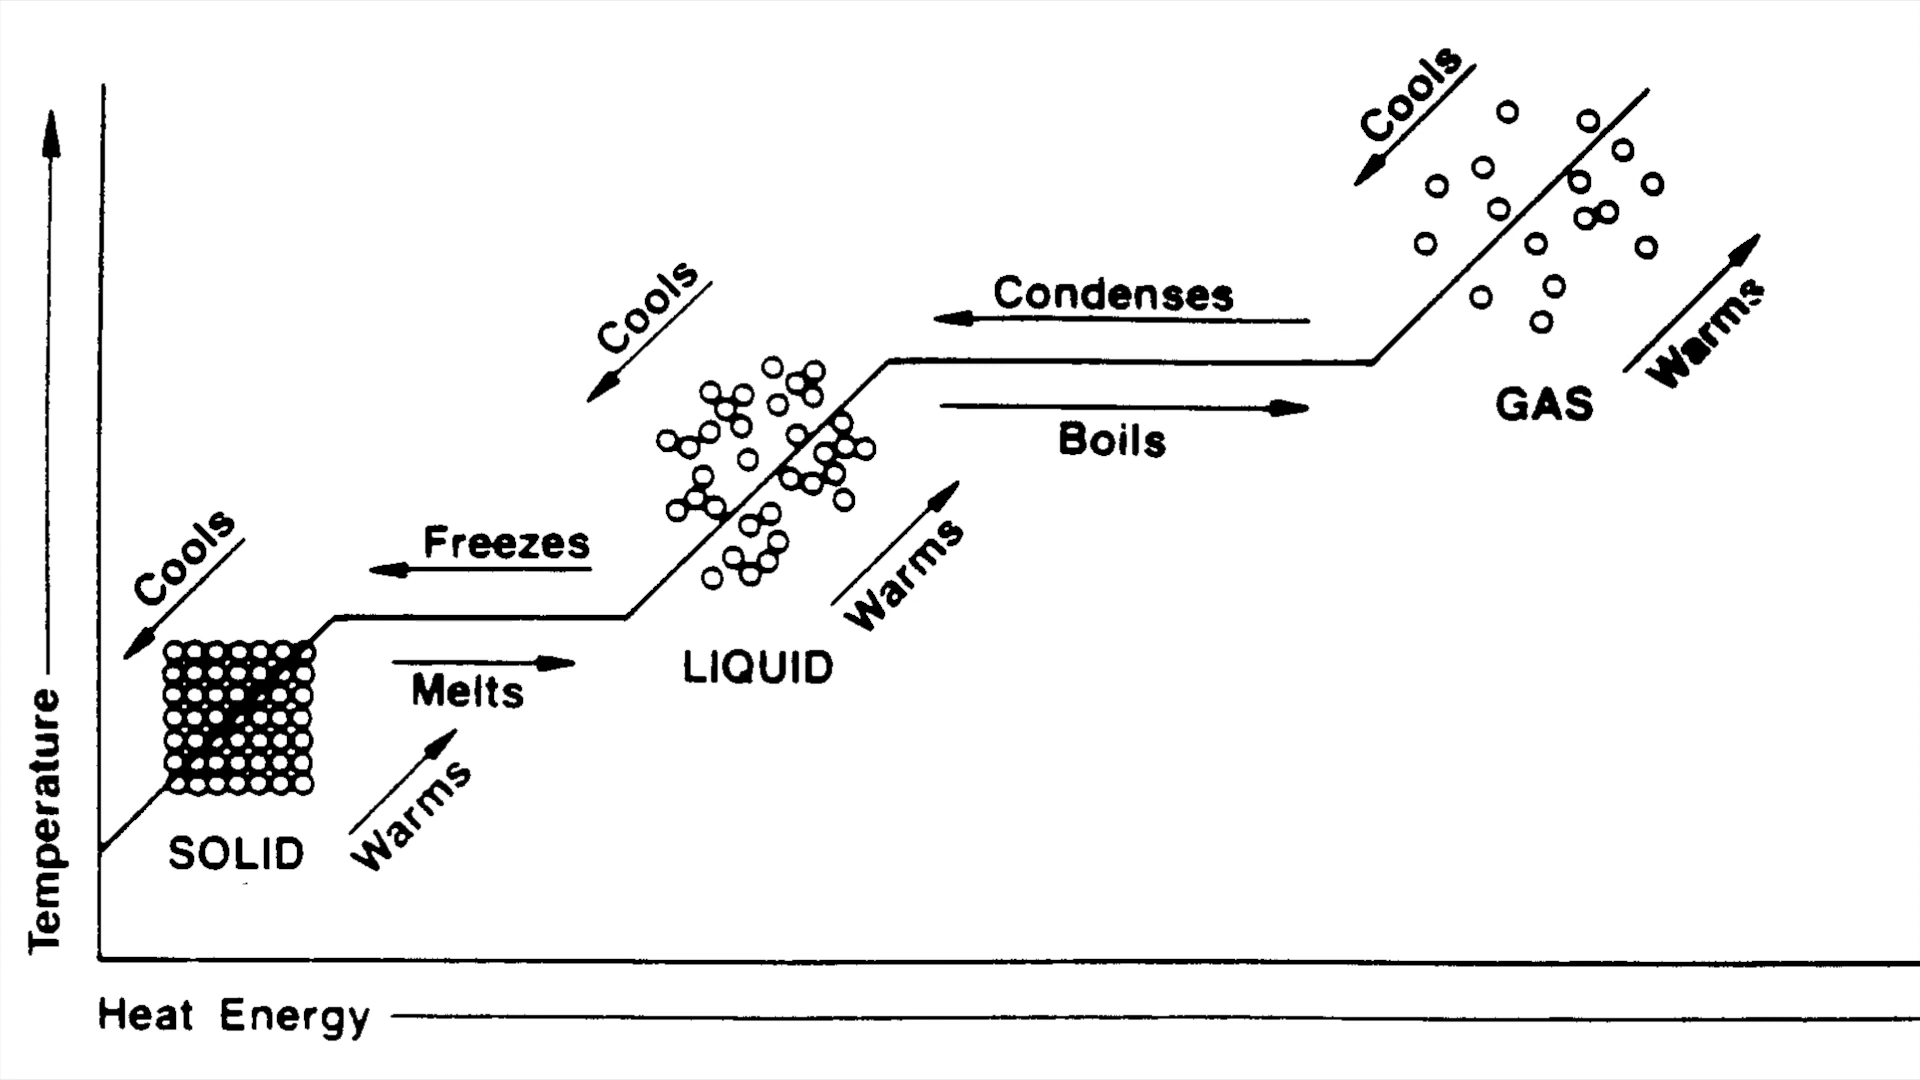 Cools
Cools
Condenses
Warms
GAS
Boils
Cools
Freezes
Warms
LIQUID
Melts
Warms
SOLID
Temperature
Heat Energy